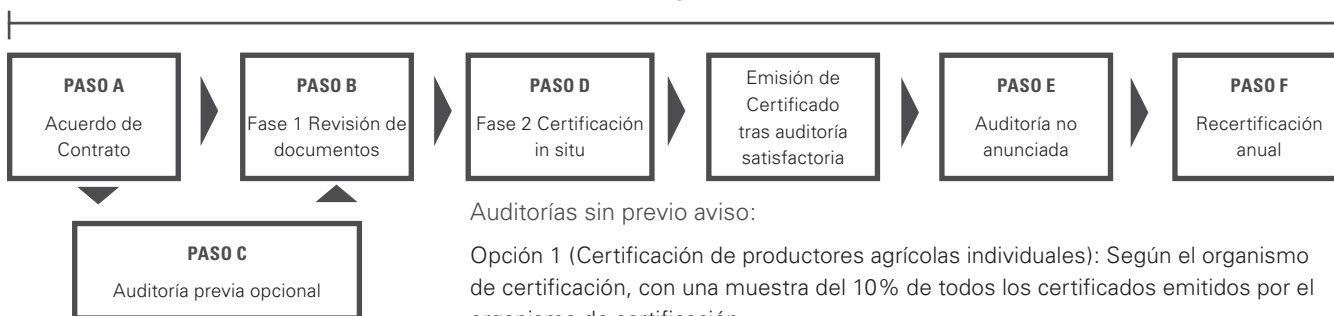 PASO A
Acuerdo de
Contrato
PASO B
Fase 1 Revisión de
documentos
PASO D
Fase 2 Certificación
in situ
Emisión de
Certificado
tras auditoría
satisfactoria
PASO E
Auditoría no
anunciada
PASO F
Recertificación
anual
PASO C
Auditoría previa opcional
Auditorías sin previo aviso:
Opción 1 (Certificación de productores agrícolas individuales): Según el organismo
de certificación, con una muestra del 10% de todos los certificados emitidos por el
organismo de certificación